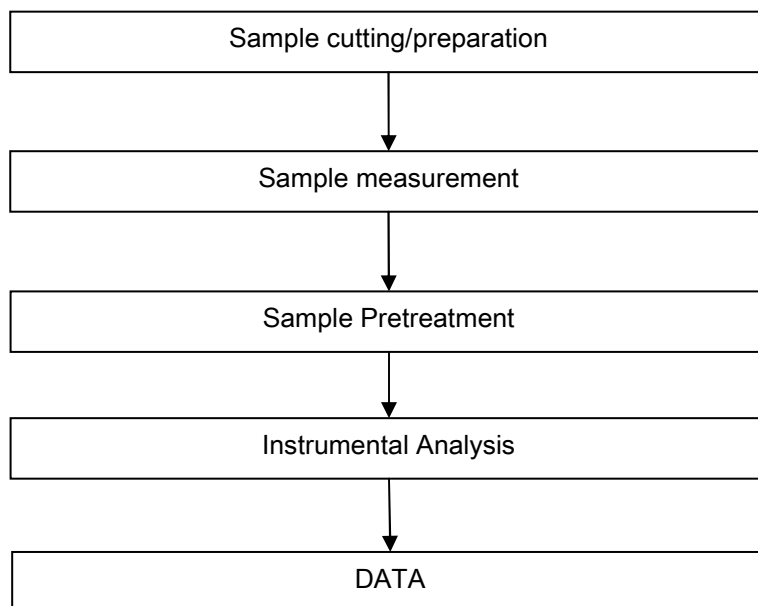 Sample cutting/preparation
Sample measurement
Sample Pretreatment
Instrumental Analysis
DATA